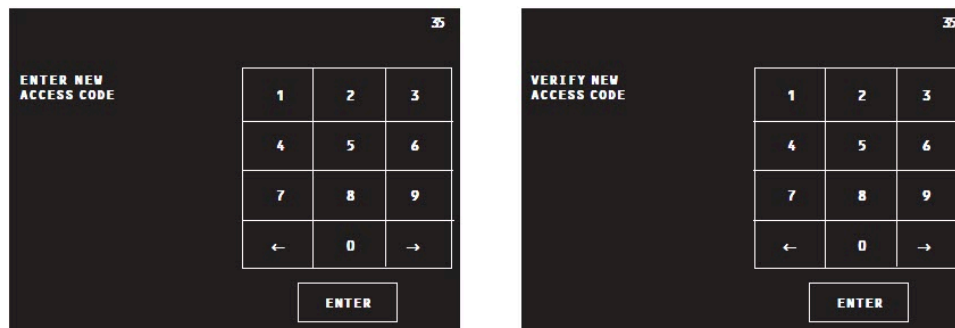 35
ENTER NEW
ACCESS CODE
1 2 3
4 5 6
7 8 9
← 0 →
ENTER
35
VERIFY NEW
ACCESS CODE
1 2 3
4 5 6
7 8 9
← 0 →
ENTER